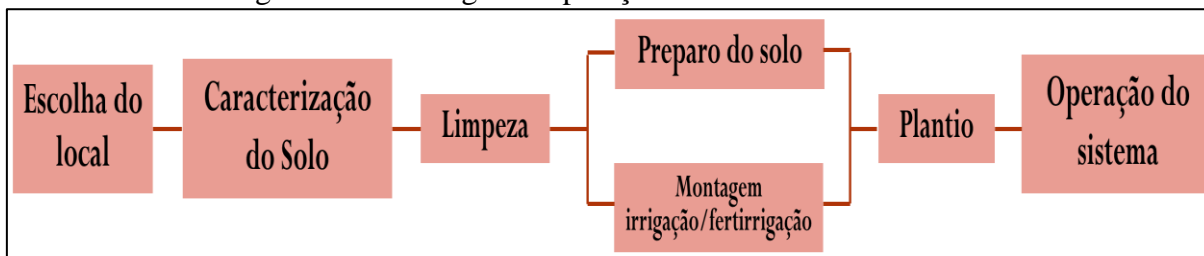 Escolha do
local
Caracterização
do Solo
Limpeza
Preparo do solo
Montagem
irrigação/fertirrigação
Plantio
Operação do
sistema